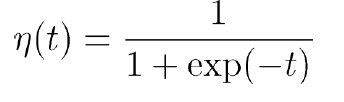 η(t) = 1 / (1 + exp(−t))